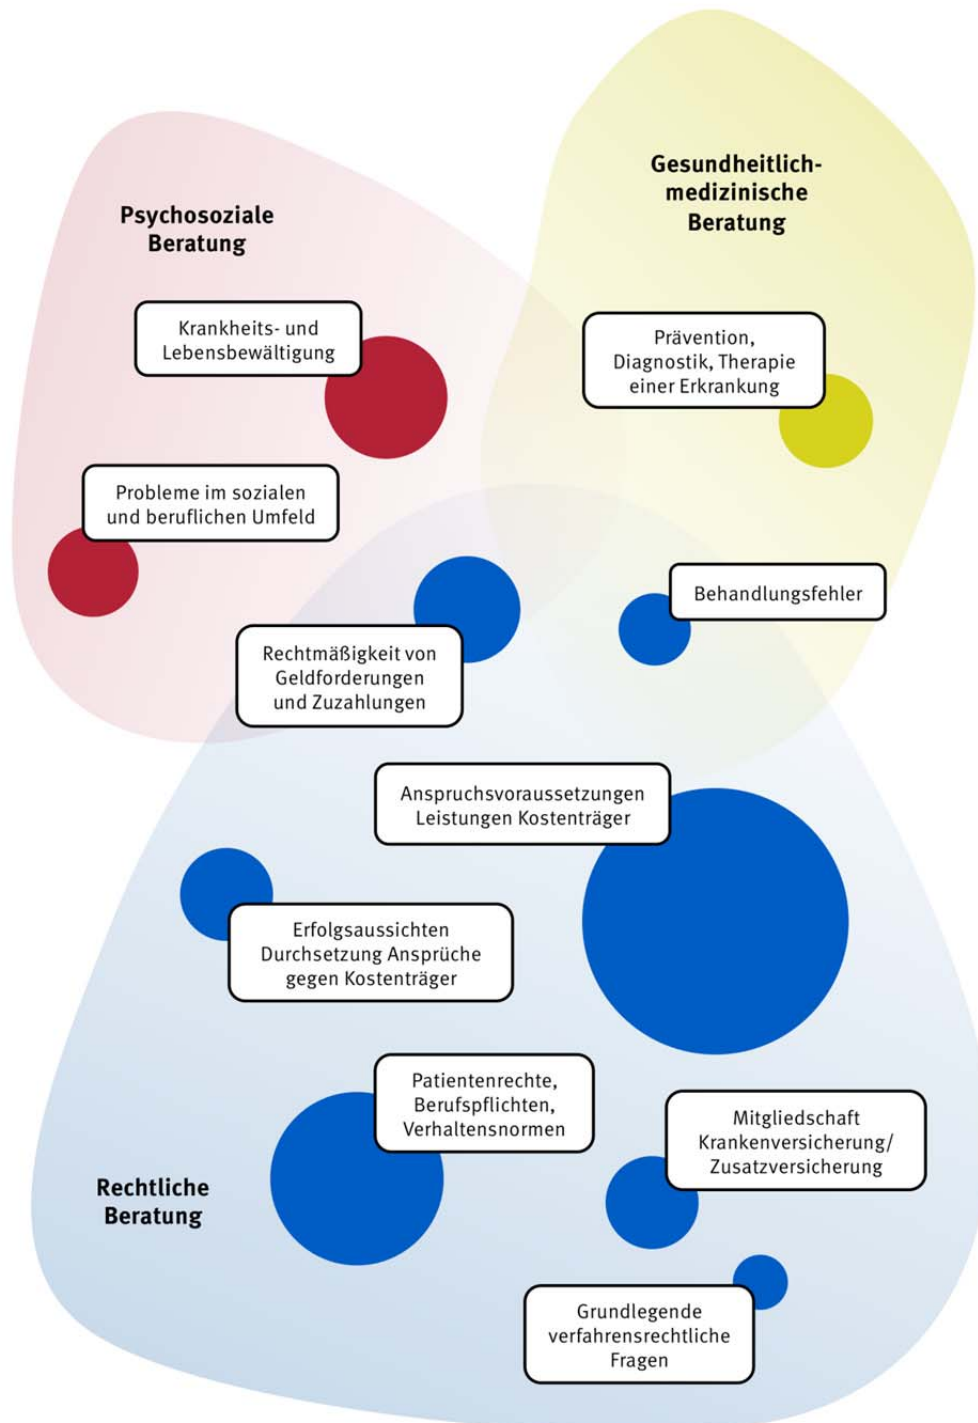 Gesundheitlich-
medizinische
Beratung
Psychosoziale
Beratung
Krankheits- und
Lebensbewältigung
Prävention,
Diagnostik, Therapie
einer Erkrankung
Probleme im sozialen
und beruflichen Umfeld
Behandlungsfehler
Rechtmäßigkeit von
Geldforderungen
und Zuzahlungen
Anspruchsvoraussetzungen
Leistungen Kostenträger
Erfolgsaussichten
Durchsetzung Ansprüche
gegen Kostenträger
Patientenrechte,
Berufspflichten,
Verhaltensnormen
Mitgliedschaft
Krankenversicherung/
Zusatzversicherung
Rechtliche
Beratung
Grundlegende
verfahrensrechtliche
Fragen